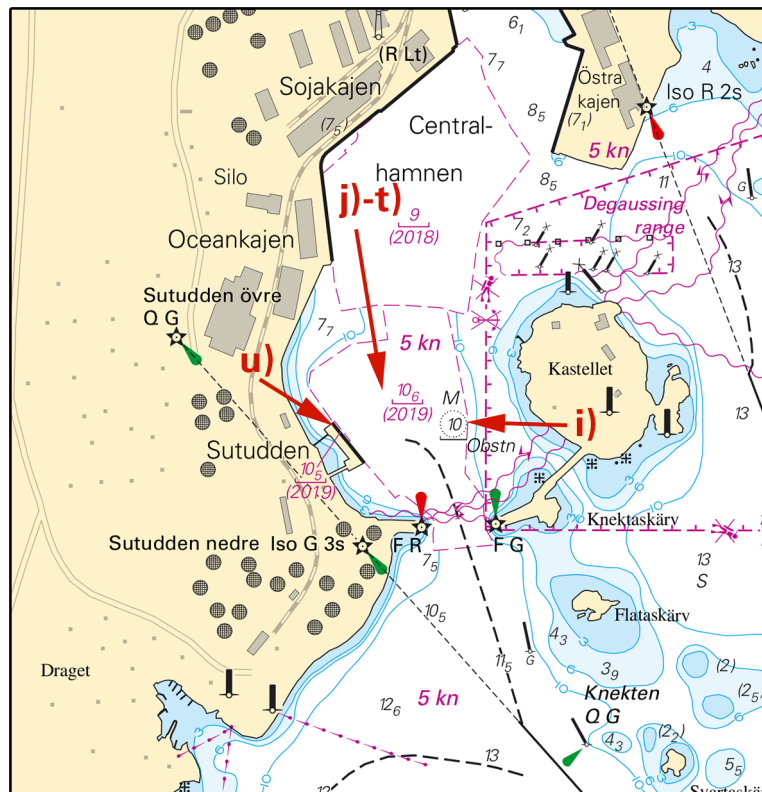 6₁
4
(R Lt)
7₇
Östra
kajen
(7₁)
Iso R 2s
Sojakajen
(7₅)
8₅
Central-
hamnen
5 kn
Silo
j)-t)
8₅
11
G
Degaussing
range
9
(2018)
7₂
Oceankajen
13
Sutudden övre
Q G
7₇
5 kn
Kastellet
u)
10₆
(2019)
M
10
Obstn
i)
13
Sutudden
10₅
(2019)
Knektaskärv
Sutudden nedre Iso G 3s
F R
F G
7₅
13
S
10₅
Flataskärv
4₃
Draget
11₅
G
3₉
(2)
12₆
5 kn
Knekten
Q G
(2₅
4₃
(2₂)
13
5₅
12
Svartaskär